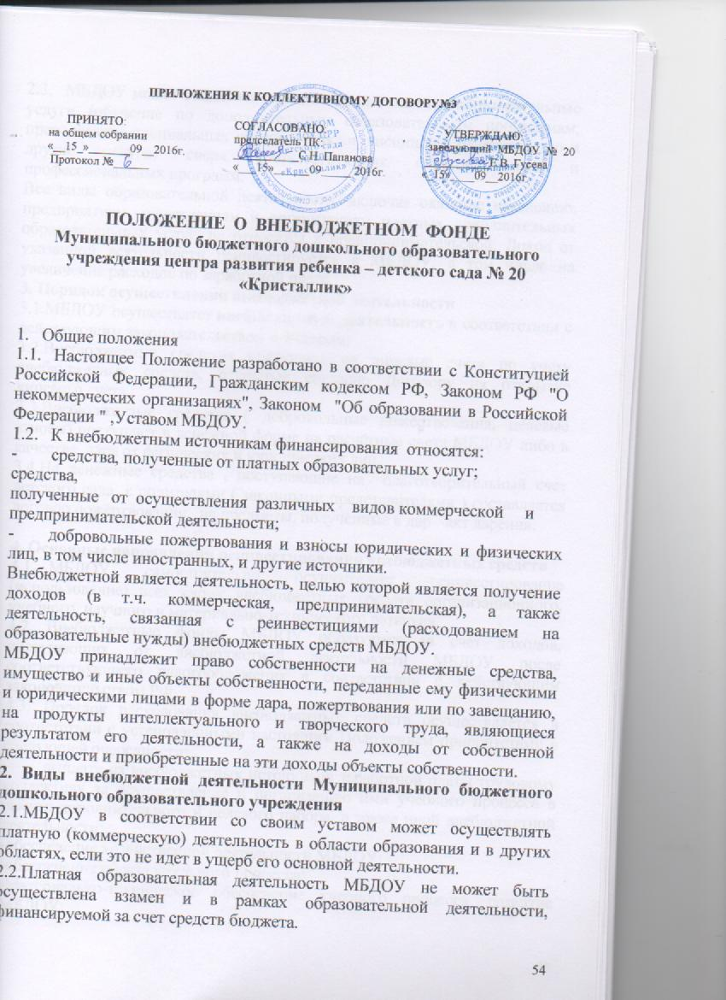 ПРИЛОЖЕНИЯ К КОЛЛЕКТИВНОМУ ДОГОВОРУ№3
ПРИНЯТО:
на общем собрании
«__15_»_______09__2016г.
Протокол № 6
СОГЛАСОВАНО:
председатель ПК:
___________С.Н. Папанова
«___15»______09_____2016г.
УТВЕРЖДАЮ:
Заведующий МБДОУ № 20
Е.В. Гусева
«_15»____09__2016г.
ПОЛОЖЕНИЕ О ВНЕБЮДЖЕТНОМ ФОНДЕ
Муниципального бюджетного дошкольного образовательного
учреждения центра развития ребенка – детского сада № 20
«Кристаллик»
1. Общие положения
1.1. Настоящее Положение разработано в соответствии с Конституцией
Российской Федерации, Гражданским кодексом РФ, Законом РФ "О
некоммерческих организациях", Законом "Об образовании в Российской
Федерации " ,Уставом МБДОУ.
1.2. К внебюджетным источникам финансирования относятся:
- средства, полученные от платных образовательных услуг;
средства,
полученные от осуществления различных видов коммерческой и
предпринимательской деятельности;
- добровольные пожертвования и взносы юридических и физических
лиц, в том числе иностранных, и другие источники.
Внебюджетной является деятельность, целью которой является получение
доходов (в т.ч. коммерческая, предпринимательская), а также
деятельность, связанная с реинвестициями (расходованием на
образовательные нужды) внебюджетных средств МБДОУ.
МБДОУ принадлежит право собственности на денежные средства,
имущество и иные объекты собственности, переданные ему физическими
и юридическими лицами в форме дара, пожертвования или по завещанию,
на продукты интеллектуального и творческого труда, являющиеся
результатом его деятельности, а также на доходы от собственной
деятельности и приобретенные на эти доходы объекты собственности.
2. Виды внебюджетной деятельности Муниципального бюджетного
дошкольного образовательного учреждения
2.1.МБДОУ в соответствии со своим уставом может осуществлять
платную (коммерческую) деятельность в области образования и в других
областях, если это не идет в ущерб его основной деятельности.
2.2.Платная образовательная деятельность МБДОУ не может быть
осуществлена взамен и в рамках образовательной деятельности,
финансируемой за счет средств бюджета.
54